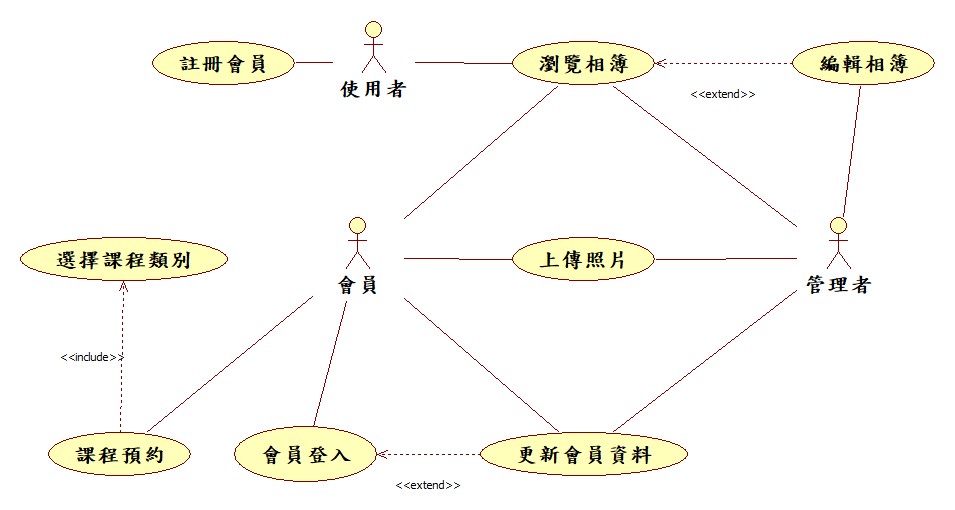 註冊會員
使用者
瀏覽相簿
編輯相簿
<<extend>>
選擇課程類別
會員
上傳照片
管理者
<<include>>
課程預約
會員登入
更新會員資料
<<extend>>